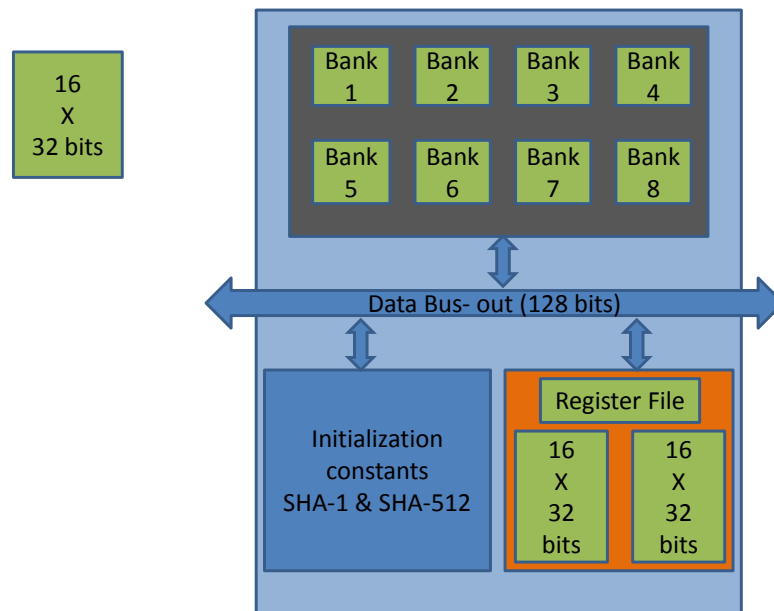 16
X
32 bits
Bank
1
Bank
2
Bank
3
Bank
4
Bank
5
Bank
6
Bank
7
Bank
8
Data Bus- out (128 bits)
Initialization
constants
SHA-1 & SHA-512
Register File
16
X
32
bits
16
X
32
bits